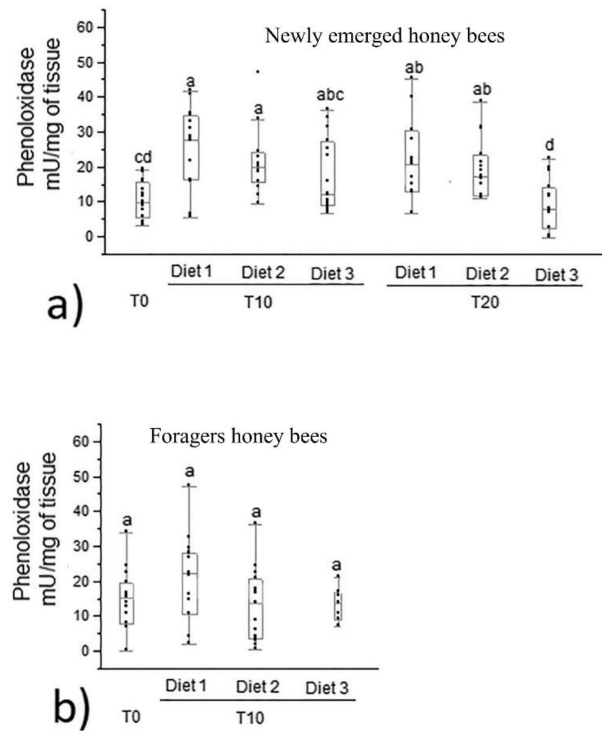 Newly emerged honey bees
Phenoloxidase
mU/mg of tissue
60
50
40
30
20
10
0
cd
a
a
abc
ab
ab
d
Diet 1 Diet 2 Diet 3 Diet 1 Diet 2 Diet 3
a) T0 T10 T20
Foragers honey bees
Phenoloxidase
mU/mg of tissue
60
50
40
30
20
10
0
a
a
a
a
Diet 1 Diet 2 Diet 3
b) T0 T10